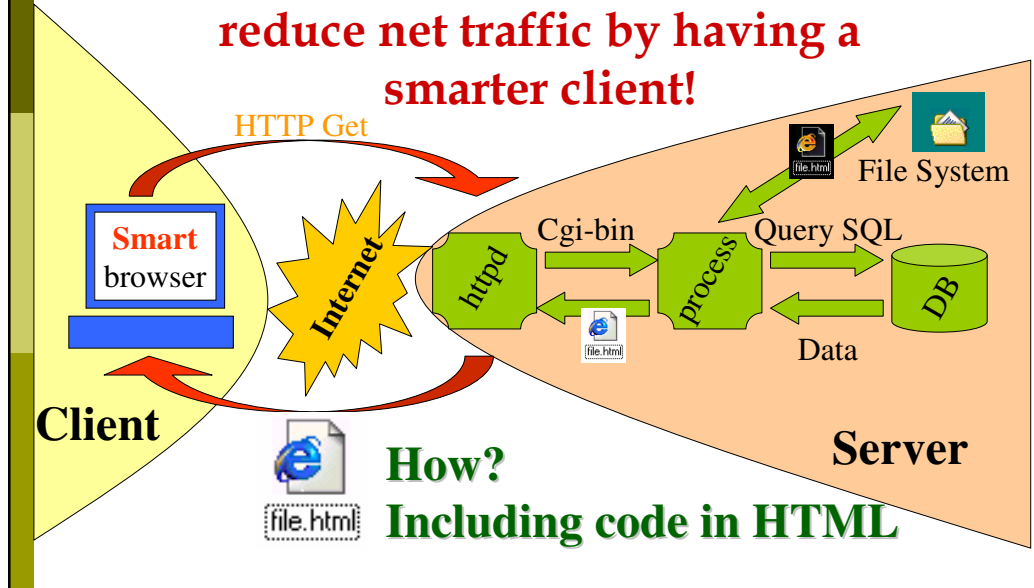 reduce net traffic by having a
smarter client!
HTTP Get
file.html
File System
Smart
browser
Internet
httpd
Cgi-bin
process
Query SQL
DB
file.html
Data
Client
Server
file.html
How?
Including code in HTML